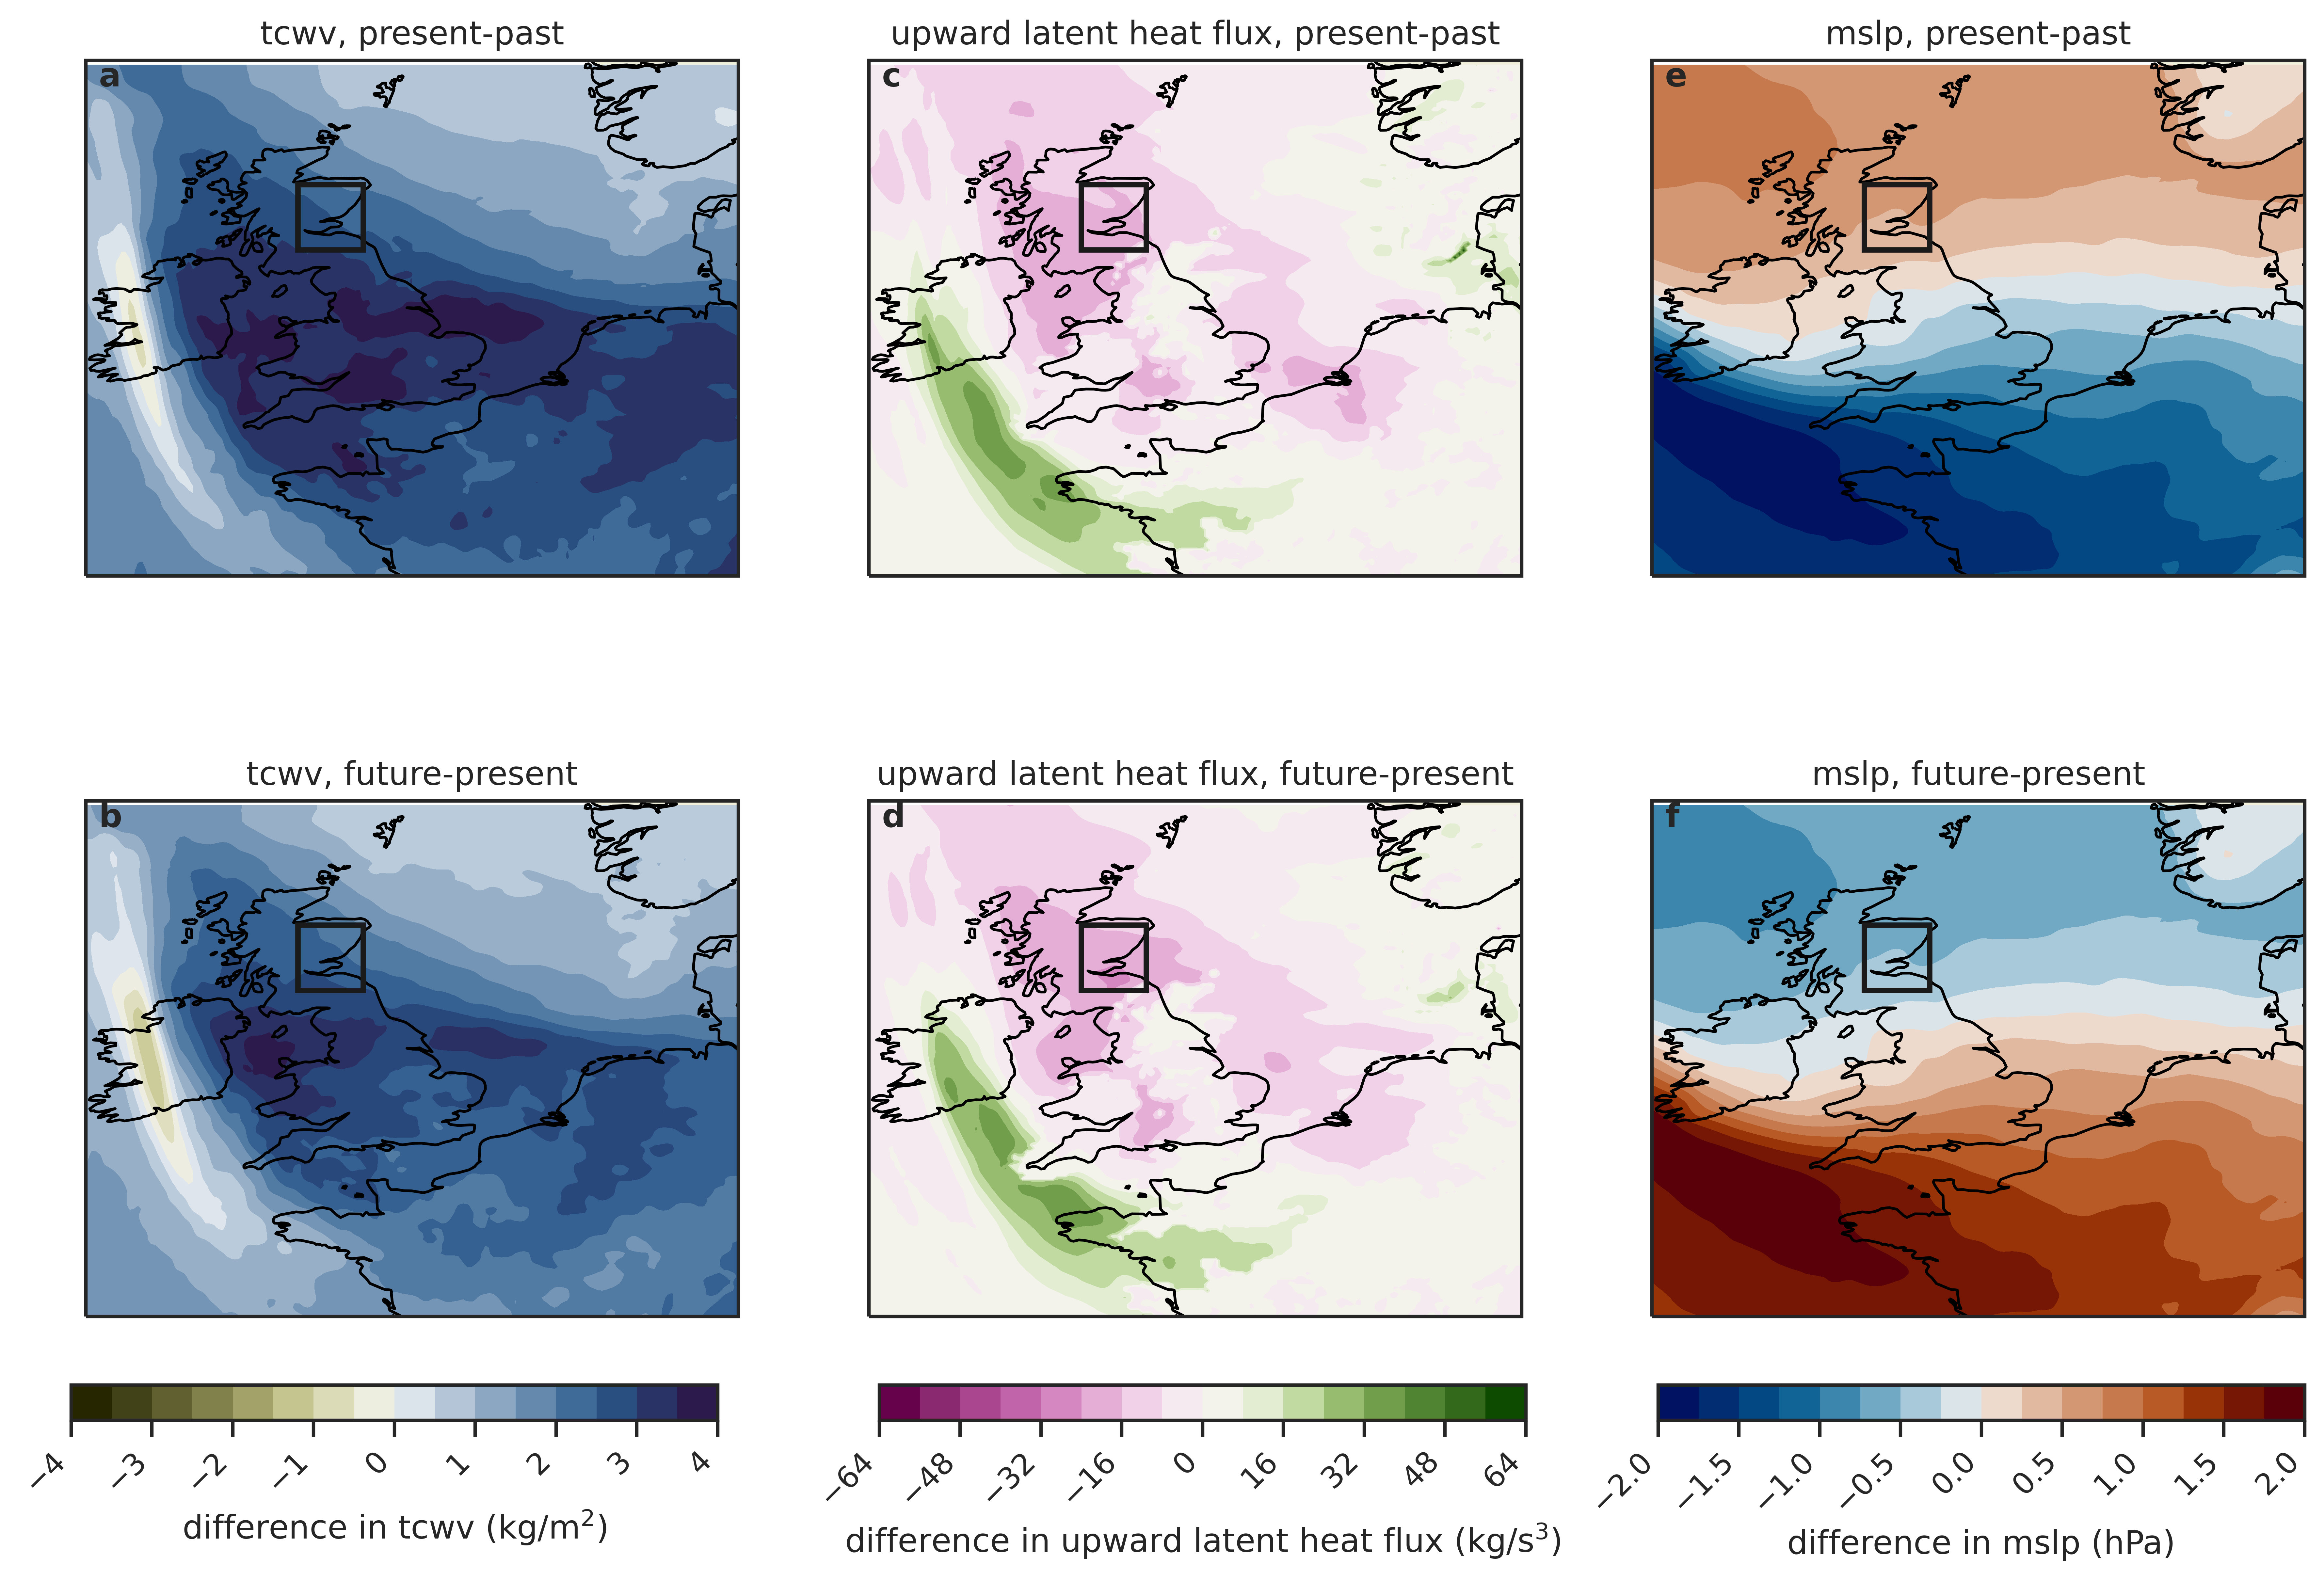 tcwv, present-past
upward latent heat flux, present-past
mslp, present-past
a
c
e
tcwv, future-present
upward latent heat flux, future-present
mslp, future-present
b
d
f
−4 −3 −2 −1 0 1 2 3 4
difference in tcwv (kg/m²)
−64 −48 −32 −16 0 16 32 48 64
difference in upward latent heat flux (kg/s³)
−2.0 −1.5 −1.0 −0.5 0.0 0.5 1.0 1.5 2.0
difference in mslp (hPa)